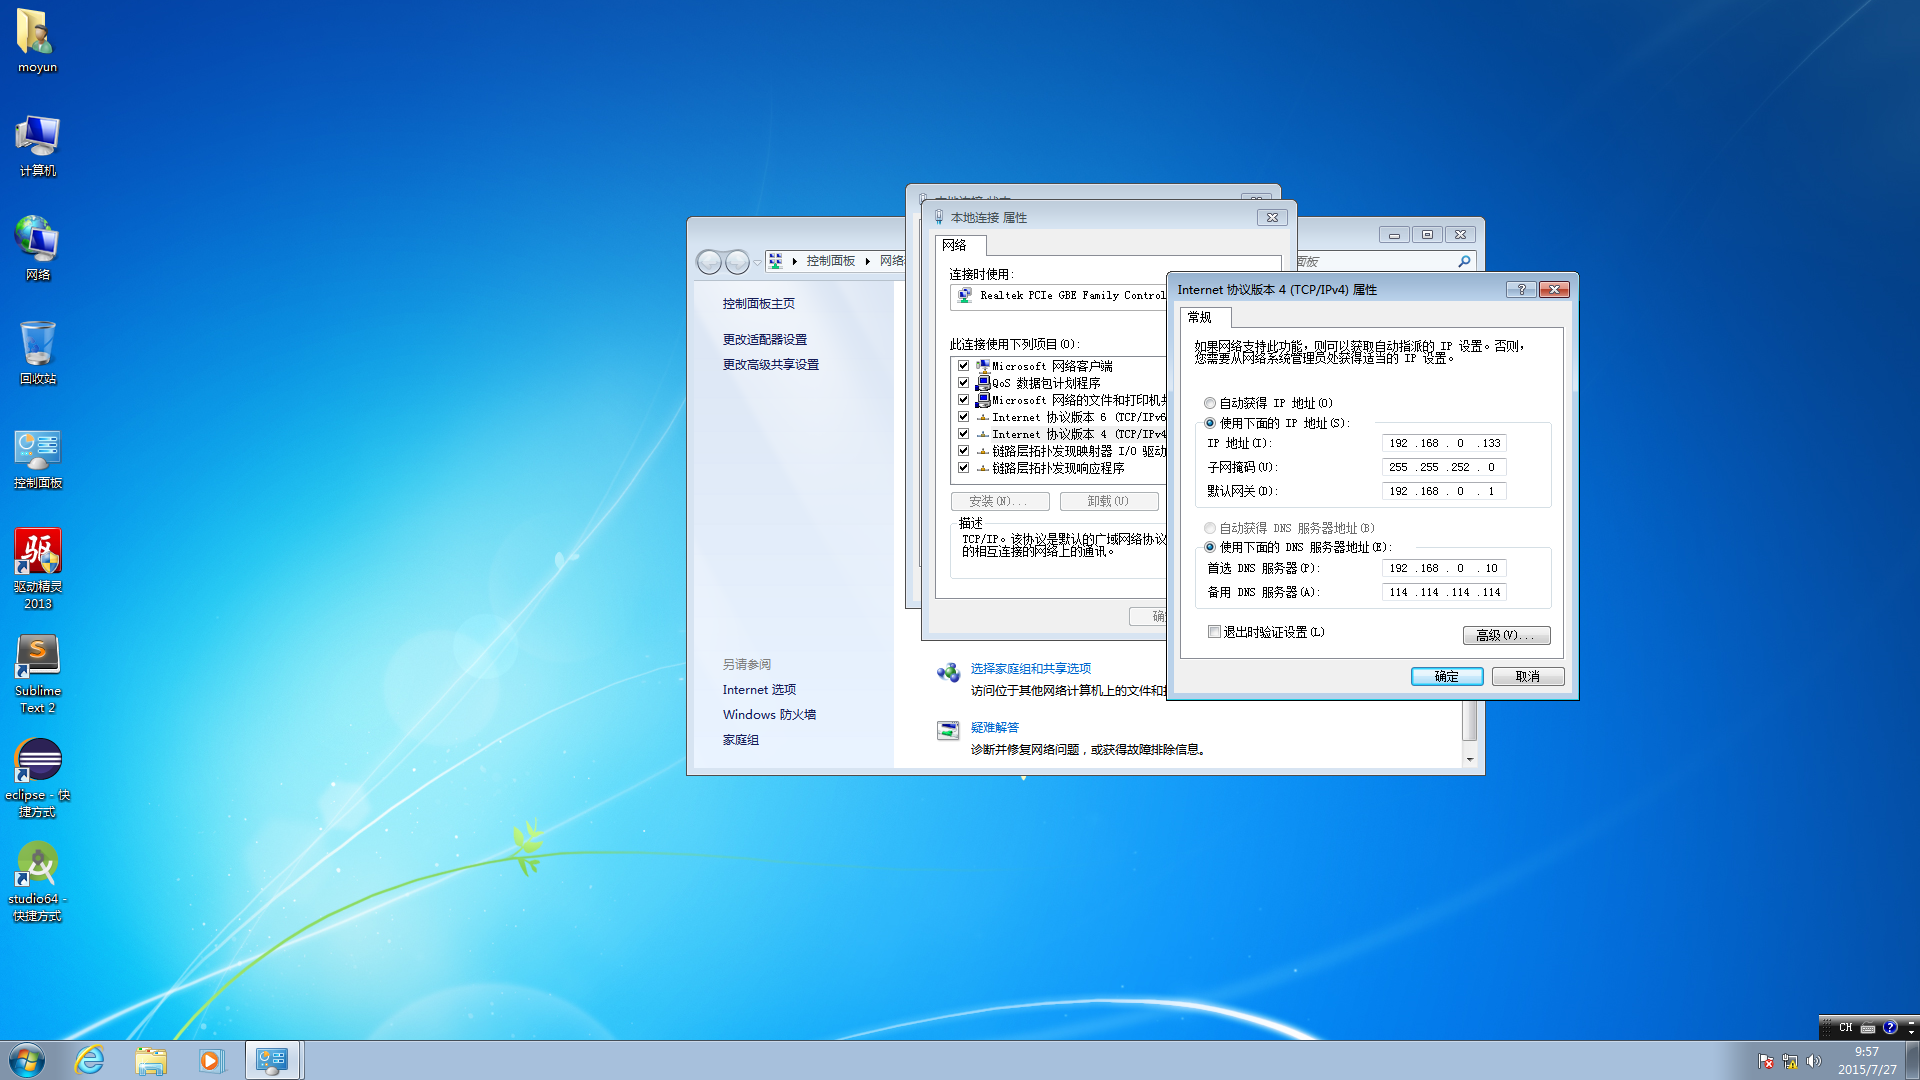 moyun
计算机
网络
回收站
控制面板
驱
驱动精灵
2013
S
Sublime
Text 2
eclipse - 快
捷方式
studio64 -
快捷方式
控制面板
网络
控制面板主页
更改适配器设置
更改高级共享设置
另请参阅
Internet 选项
Windows 防火墙
家庭组
选择家庭组和共享选项
访问位于其他网络计算机上的文件和
疑难解答
诊断并修复网络问题，或获得故障排除信息。
面板
本地连接 状态
本地连接 属性
网络
连接时使用:
Realtek PCIe GBE Family Control
此连接使用下列项目(O):
Microsoft 网络客户端
QoS 数据包计划程序
Microsoft 网络的文件和打印机共
Internet 协议版本 6 (TCP/IPv6
Internet 协议版本 4 (TCP/IPv4
链路层拓扑发现映射器 I/O 驱动
链路层拓扑发现响应程序
安装(N)...
卸载(U)
描述
TCP/IP。该协议是默认的广域网络协议
的相互连接的网络上的通讯。
确
Internet 协议版本 4 (TCP/IPv4) 属性
常规
如果网络支持此功能，则可以获取自动指派的 IP 设置。否则，
您需要从网络系统管理员处获得适当的 IP 设置。
自动获得 IP 地址(O)
使用下面的 IP 地址(S):
IP 地址(I): 192 .168 . 0 .133
子网掩码(U): 255 .255 .252 . 0
默认网关(D): 192 .168 . 0 . 1
自动获得 DNS 服务器地址(B)
使用下面的 DNS 服务器地址(E):
首选 DNS 服务器(P): 192 .168 . 0 . 10
备用 DNS 服务器(A): 114 .114 .114 .114
退出时验证设置(L)
高级(V)...
确定
取消
CH
9:57
2015/7/27